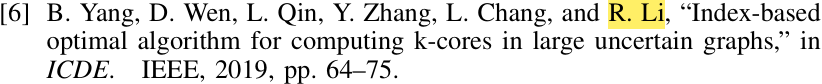 [6] B. Yang, D. Wen, L. Qin, Y. Zhang, L. Chang, and R. Li, “Index-based
optimal algorithm for computing k-cores in large uncertain graphs,” in
ICDE. IEEE, 2019, pp. 64–75.